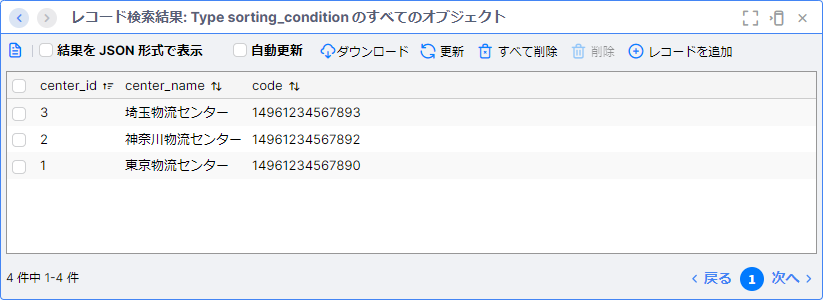 レコード検索結果: Type sorting_condition のすべてのオブジェクト
結果を JSON 形式で表示 自動更新 ダウンロード 更新 すべて削除 削除 レコードを追加
center_id center_name code
3 埼玉物流センター 14961234567893
2 神奈川物流センター 14961234567892
1 東京物流センター 14961234567890
4 件中 1-4 件 戻る 1 次へ